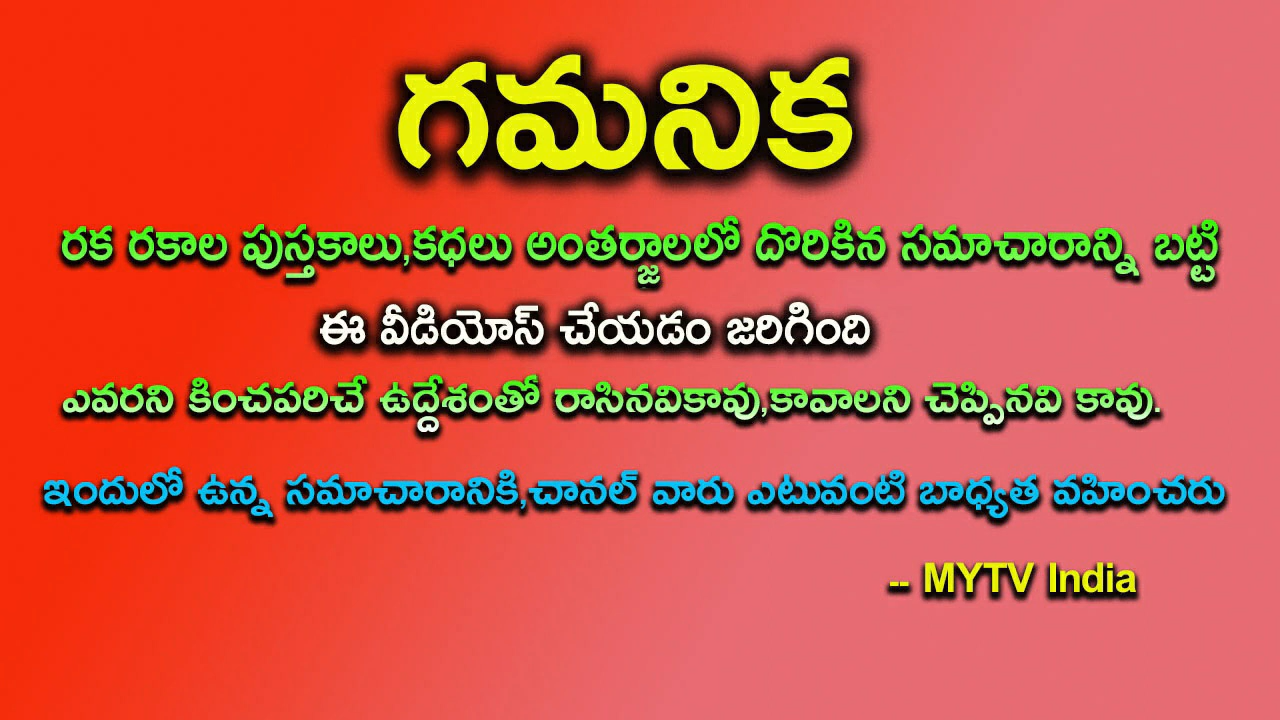 గమనిక
రక రకాల పుస్తకాలు,కధలు అంతర్జాలలో దొరికిన సమాచారాన్ని బట్టి
ఈ వీడియోస్ చేయడం జరిగింది
ఎవరని కించపరిచే ఉద్దేశంతో రాసినవికావు,కావాలని చెప్పినవి కావు.
ఇందులో ఉన్న సమాచారానికి,చానల్ వారు ఎటువంటి బాధ్యత వహించరు
-- MYTV India